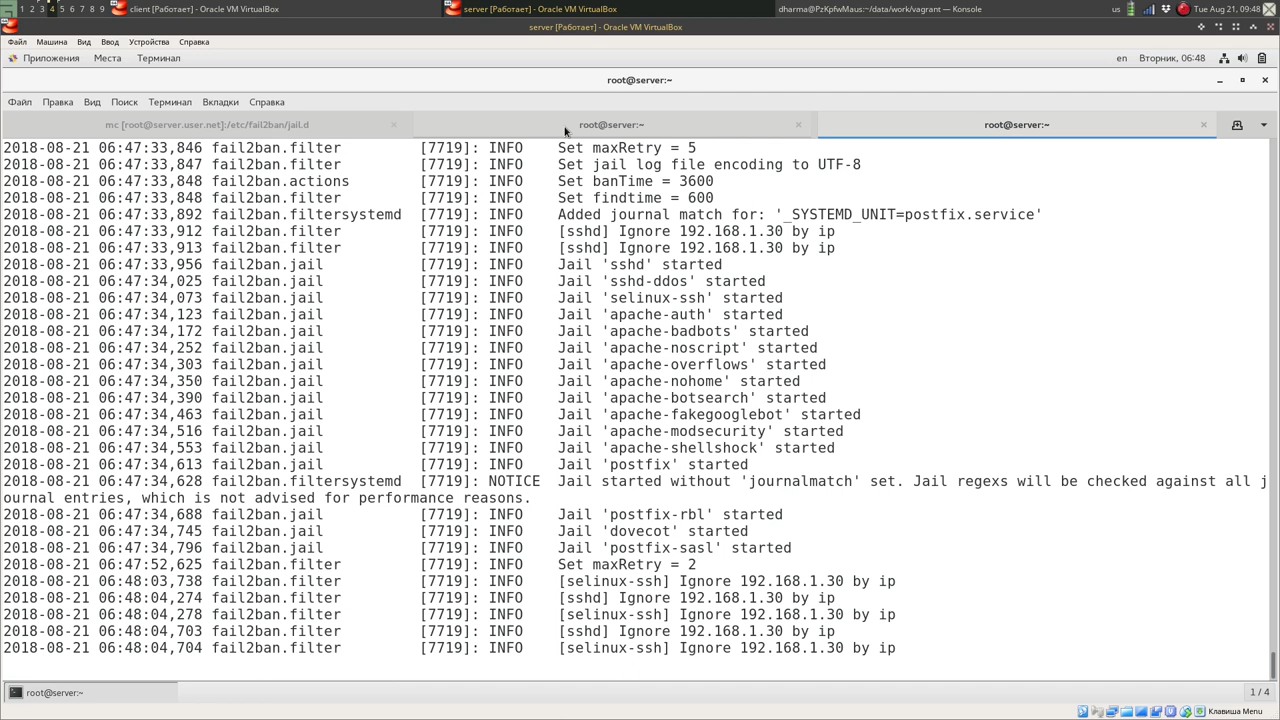 1 2 3 4 5 6 7 8 9 client [Работает] - Oracle VM VirtualBox server [Работает] - Oracle VM VirtualBox dharma@PzKpfwMaus:~/data/work/vagrant — Konsole us Tue Aug 21, 09:48
server [Работает] - Oracle VM VirtualBox
Файл Машина Вид Ввод Устройства Справка
Приложения Места Терминал en Вторник, 06:48
root@server:~
Файл Правка Вид Поиск Терминал Вкладки Справка
mc [root@server.user.net]:/etc/fail2ban/jail.d root@server:~ root@server:~
2018-08-21 06:47:33,846 fail2ban.filter [7719]: INFO Set maxRetry = 5
2018-08-21 06:47:33,847 fail2ban.filter [7719]: INFO Set jail log file encoding to UTF-8
2018-08-21 06:47:33,848 fail2ban.actions [7719]: INFO Set banTime = 3600
2018-08-21 06:47:33,848 fail2ban.filter [7719]: INFO Set findtime = 600
2018-08-21 06:47:33,892 fail2ban.filtersystemd [7719]: INFO Added journal match for: '_SYSTEMD_UNIT=postfix.service'
2018-08-21 06:47:33,912 fail2ban.filter [7719]: INFO [sshd] Ignore 192.168.1.30 by ip
2018-08-21 06:47:33,913 fail2ban.filter [7719]: INFO [sshd] Ignore 192.168.1.30 by ip
2018-08-21 06:47:33,956 fail2ban.jail [7719]: INFO Jail 'sshd' started
2018-08-21 06:47:34,025 fail2ban.jail [7719]: INFO Jail 'sshd-ddos' started
2018-08-21 06:47:34,073 fail2ban.jail [7719]: INFO Jail 'selinux-ssh' started
2018-08-21 06:47:34,123 fail2ban.jail [7719]: INFO Jail 'apache-auth' started
2018-08-21 06:47:34,172 fail2ban.jail [7719]: INFO Jail 'apache-badbots' started
2018-08-21 06:47:34,252 fail2ban.jail [7719]: INFO Jail 'apache-noscript' started
2018-08-21 06:47:34,303 fail2ban.jail [7719]: INFO Jail 'apache-overflows' started
2018-08-21 06:47:34,350 fail2ban.jail [7719]: INFO Jail 'apache-nohome' started
2018-08-21 06:47:34,390 fail2ban.jail [7719]: INFO Jail 'apache-botsearch' started
2018-08-21 06:47:34,463 fail2ban.jail [7719]: INFO Jail 'apache-fakegooglebot' started
2018-08-21 06:47:34,516 fail2ban.jail [7719]: INFO Jail 'apache-modsecurity' started
2018-08-21 06:47:34,553 fail2ban.jail [7719]: INFO Jail 'apache-shellshock' started
2018-08-21 06:47:34,613 fail2ban.jail [7719]: INFO Jail 'postfix' started
2018-08-21 06:47:34,628 fail2ban.filtersystemd [7719]: NOTICE Jail started without 'journalmatch' set. Jail regexs will be checked against all j
ournal entries, which is not advised for performance reasons.
2018-08-21 06:47:34,688 fail2ban.jail [7719]: INFO Jail 'postfix-rbl' started
2018-08-21 06:47:34,745 fail2ban.jail [7719]: INFO Jail 'dovecot' started
2018-08-21 06:47:34,796 fail2ban.jail [7719]: INFO Jail 'postfix-sasl' started
2018-08-21 06:47:52,625 fail2ban.filter [7719]: INFO Set maxRetry = 2
2018-08-21 06:48:03,738 fail2ban.filter [7719]: INFO [selinux-ssh] Ignore 192.168.1.30 by ip
2018-08-21 06:48:04,274 fail2ban.filter [7719]: INFO [sshd] Ignore 192.168.1.30 by ip
2018-08-21 06:48:04,278 fail2ban.filter [7719]: INFO [selinux-ssh] Ignore 192.168.1.30 by ip
2018-08-21 06:48:04,703 fail2ban.filter [7719]: INFO [sshd] Ignore 192.168.1.30 by ip
2018-08-21 06:48:04,704 fail2ban.filter [7719]: INFO [selinux-ssh] Ignore 192.168.1.30 by ip
root@server:~ 1 / 4
Клавиша Menu